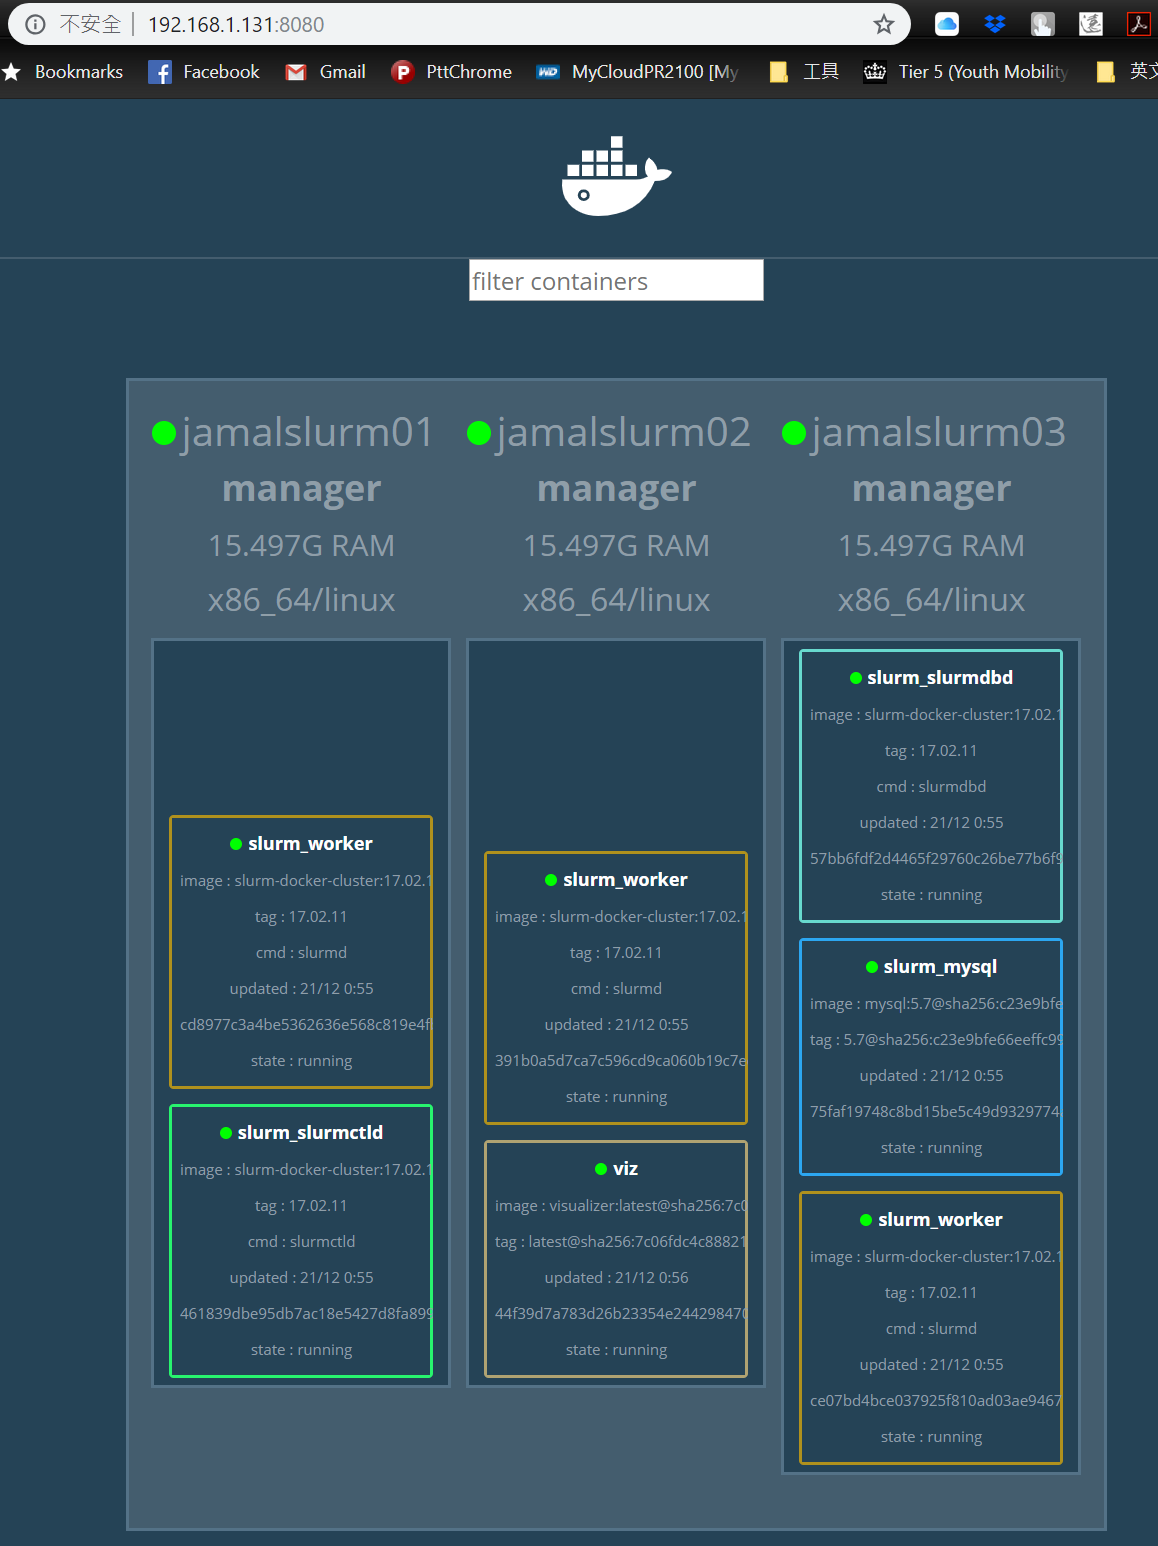 不安全 192.168.1.131:8080
Bookmarks Facebook Gmail PttChrome MyCloudPR2100 [My 工具 Tier 5 (Youth Mobility 英文
filter containers
jamalslurm01
manager
15.497G RAM
x86_64/linux
slurm_worker
image : slurm-docker-cluster:17.02.1
tag : 17.02.11
cmd : slurmd
updated : 21/12 0:55
cd8977c3a4be5362636e568c819e4f
state : running
slurm_slurmctld
image : slurm-docker-cluster:17.02.1
tag : 17.02.11
cmd : slurmctld
updated : 21/12 0:55
461839dbe95db7ac18e5427d8fa899
state : running
jamalslurm02
manager
15.497G RAM
x86_64/linux
slurm_worker
image : slurm-docker-cluster:17.02.1
tag : 17.02.11
cmd : slurmd
updated : 21/12 0:55
391b0a5d7ca7c596cd9ca060b19c7e
state : running
viz
image : visualizer:latest@sha256:7c0
tag : latest@sha256:7c06fdc4c88821
updated : 21/12 0:56
44f39d7a783d26b23354e244298470
state : running
jamalslurm03
manager
15.497G RAM
x86_64/linux
slurm_slurmdbd
image : slurm-docker-cluster:17.02.1
tag : 17.02.11
cmd : slurmdbd
updated : 21/12 0:55
57bb6fdf2d4465f29760c26be77b6f9
state : running
slurm_mysql
image : mysql:5.7@sha256:c23e9bfe
tag : 5.7@sha256:c23e9bfe66eeffc99
updated : 21/12 0:55
75faf19748c8bd15be5c49d9329774
state : running
slurm_worker
image : slurm-docker-cluster:17.02.1
tag : 17.02.11
cmd : slurmd
updated : 21/12 0:55
ce07bd4bce037925f810ad03ae9467
state : running